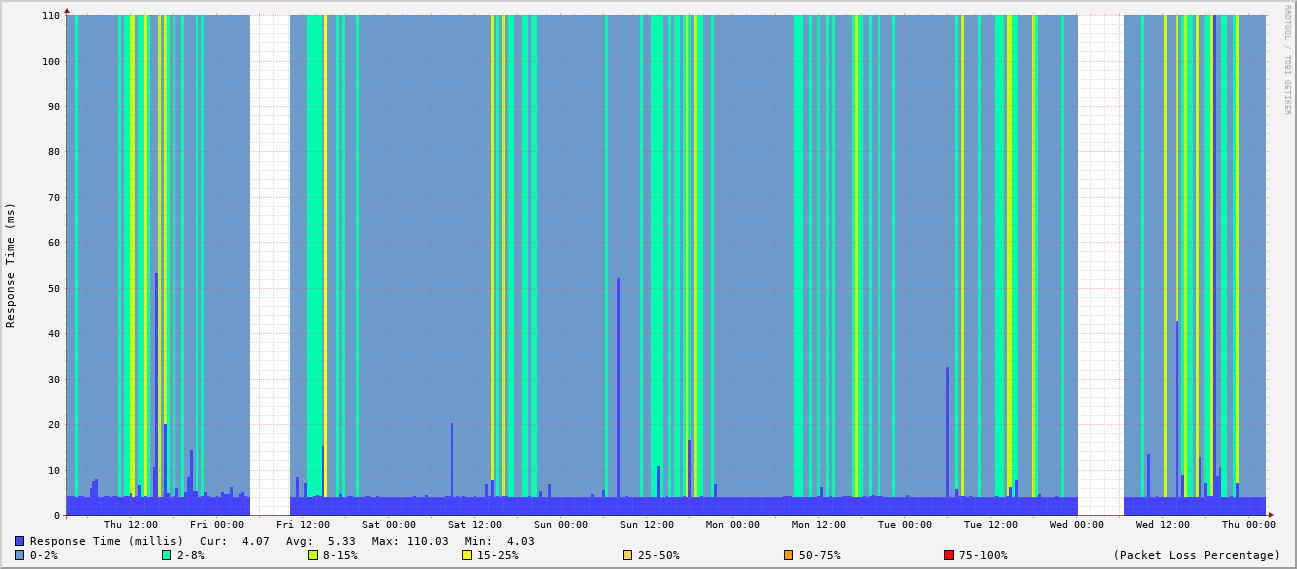 RRDTOOL / TOBI OETIKER
Response Time (ms)
110
100
90
80
70
60
50
40
30
20
10
0
Thu 12:00 Fri 00:00 Fri 12:00 Sat 00:00 Sat 12:00 Sun 00:00 Sun 12:00 Mon 00:00 Mon 12:00 Tue 00:00 Tue 12:00 Wed 00:00 Wed 12:00 Thu 00:00
Response Time (millis) Cur: 4.07 Avg: 5.33 Max: 110.03 Min: 4.03
0-2% 2-8% 8-15% 15-25% 25-50% 50-75% 75-100% (Packet Loss Percentage)